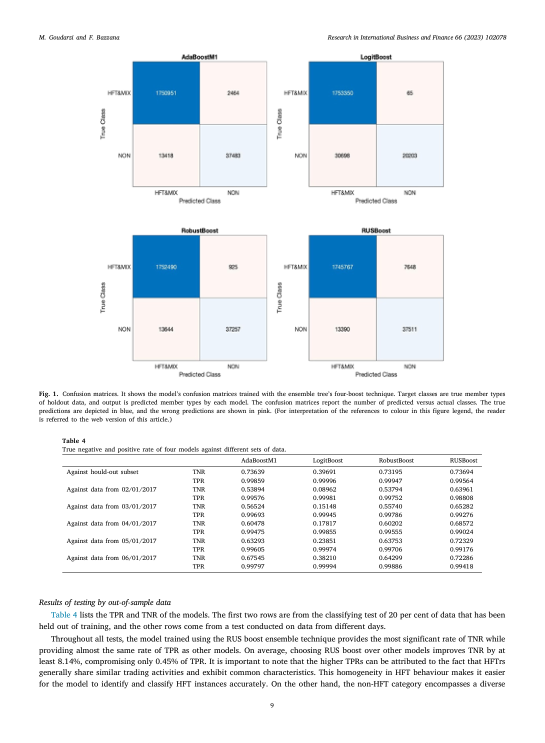 M. Goudarzi and F. Bazzana
Research in International Business and Finance 66 (2023) 102078
AdaBoostM1
HFT&MIX
1750951
2464
True Class
NON
13418
37483
HFT&MIX
NON
Predicted Class
LogitBoost
HFT&MIX
1753350
65
True Class
NON
30698
20203
HFT&MIX
NON
Predicted Class
RobustBoost
HFT&MIX
1752490
925
True Class
NON
13644
37257
HFT&MIX
NON
Predicted Class
RUSBoost
HFT&MIX
1745767
7648
True Class
NON
13390
37511
HFT&MIX
NON
Predicted Class
Fig. 1. Confusion matrices. It shows the model's confusion matrices trained with the ensemble tree's four-boost technique. Target classes are true member types
of holdout data, and output is predicted member types by each model. The confusion matrices report the number of predicted versus actual classes. The true
predictions are depicted in blue, and the wrong predictions are shown in pink. (For interpretation of the references to colour in this figure legend, the reader
is referred to the web version of this article.)
Table 4
True negative and positive rate of four models against different sets of data.
AdaBoostM1 LogitBoost RobustBoost RUSBoost
Against hould-out subset TNR 0.73639 0.39691 0.73195 0.73694
TPR 0.99859 0.99996 0.99947 0.99564
Against data from 02/01/2017 TNR 0.53894 0.08962 0.53794 0.63961
TPR 0.99576 0.99981 0.99752 0.98808
Against data from 03/01/2017 TNR 0.56524 0.15148 0.55740 0.65282
TPR 0.99693 0.99945 0.99786 0.99276
Against data from 04/01/2017 TNR 0.60478 0.17817 0.60202 0.68572
TPR 0.99475 0.99855 0.99555 0.99024
Against data from 05/01/2017 TNR 0.63293 0.23851 0.63753 0.72329
TPR 0.99605 0.99974 0.99706 0.99176
Against data from 06/01/2017 TNR 0.67545 0.38210 0.64299 0.72286
TPR 0.99797 0.99994 0.99886 0.99418
Results of testing by out-of-sample data
Table 4 lists the TPR and TNR of the models. The first two rows are from the classifying test of 20 per cent of data that has been
held out of training, and the other rows come from a test conducted on data from different days.
Throughout all tests, the model trained using the RUS boost ensemble technique provides the most significant rate of TNR while
providing almost the same rate of TPR as other models. On average, choosing RUS boost over other models improves TNR by at
least 8.14%, compromising only 0.45% of TPR. It is important to note that the higher TPRs can be attributed to the fact that HFTrs
generally share similar trading activities and exhibit common characteristics. This homogeneity in HFT behaviour makes it easier
for the model to identify and classify HFT instances accurately. On the other hand, the non-HFT category encompasses a diverse
9